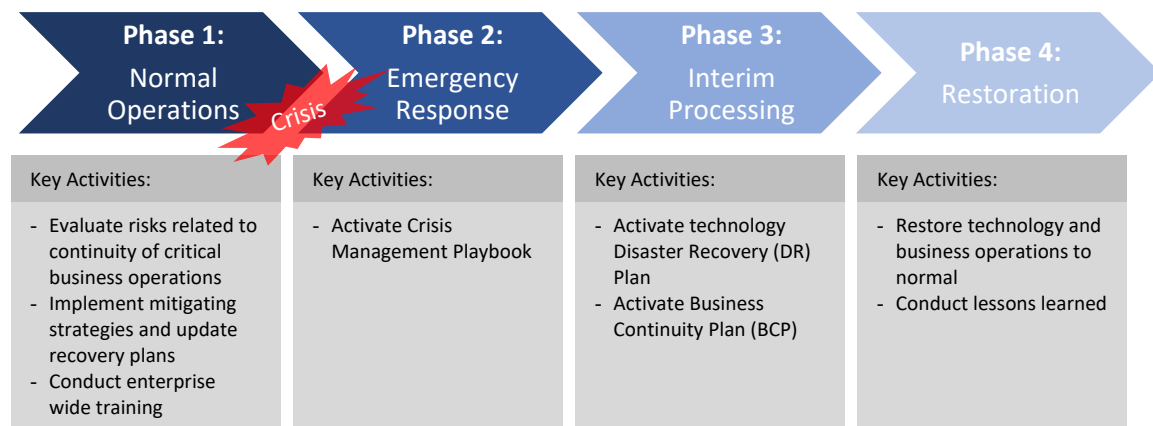 Phase 1:
Normal
Operations
Crisis
Phase 2:
Emergency
Response
Phase 3:
Interim
Processing
Phase 4:
Restoration
Key Activities:
- Evaluate risks related to
continuity of critical
business operations
- Implement mitigating
strategies and update
recovery plans
- Conduct enterprise
wide training
Key Activities:
- Activate Crisis
Management Playbook
Key Activities:
- Activate technology
Disaster Recovery (DR)
Plan
- Activate Business
Continuity Plan (BCP)
Key Activities:
- Restore technology and
business operations to
normal
- Conduct lessons learned